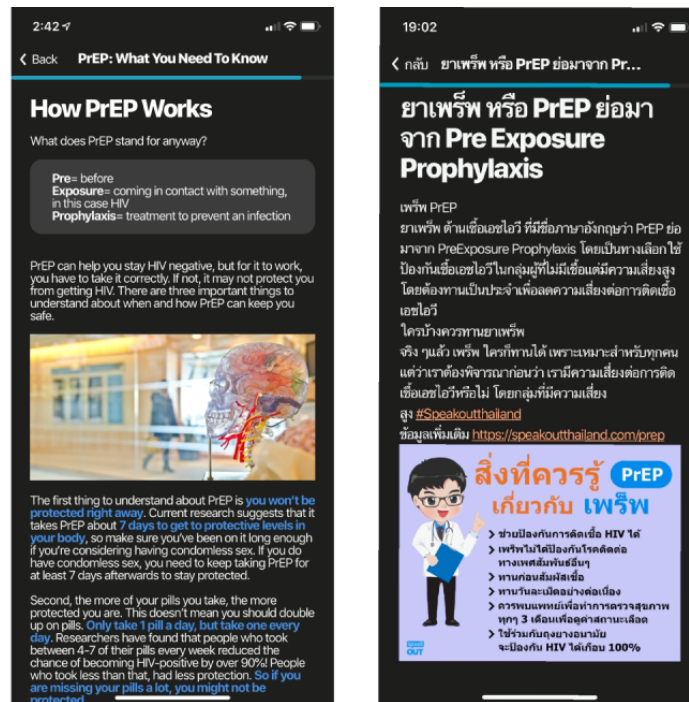 2:42
Back PrEP: What You Need To Know
How PrEP Works
What does PrEP stand for anyway?
Pre= before
Exposure= coming in contact with something,
in this case HIV
Prophylaxis= treatment to prevent an infection
PrEP can help you stay HIV negative, but for it to work,
you have to take it correctly. If not, it may not protect you
from getting HIV. There are three important things to
understand about when and how PrEP can keep you
safe.
The first thing to understand about PrEP is you won't be
protected right away. Current research suggests that it
takes PrEP about 7 days to get to protective levels in
your body, so make sure you've been on it long enough
if you're considering having condomless sex. If you do
have condomless sex, you need to keep taking PrEP for
at least 7 days afterwards to stay protected.
Second, the more of your pills you take, the more
protected you are. This doesn't mean you should double
up on pills. Only take 1 pill a day, but take one every
day. Researchers have found that people who took
between 4-7 of their pills every week reduced the
chance of becoming HIV-positive by over 90%! People
who took less than that, had less protection. So if you
are missing your pills a lot, you might not be
protected
19:02
กลับ ยาเพร็พ หรือ PrEP ย่อมาจาก Pr...
ยาเพร็พ หรือ PrEP ย่อมา
จาก Pre Exposure
Prophylaxis
เพร็พ PrEP
ยาเพร็พ ต้านเชื้อเอชไอวี ที่มีชื่อภาษาอังกฤษว่า PrEP ย่อ
มาจาก PreExposure Prophylaxis โดยเป็นทางเลือกใช้
ป้องกันเชื้อเอชไอวีในกลุ่มผู้ที่ไม่มีเชื้อแต่มีความเสี่ยงสูง
โดยต้องทานเป็นประจำเพื่อลดความเสี่ยงต่อการติดเชื้อ
เอชไอวี
ใครบ้างควรทานยาเพร็พ
จริง ๆแล้ว เพร็พ ใครก็ทานได้ เพราะเหมาะสำหรับทุกคน
แต่ว่าเราต้องพิจารณาก่อนว่า เรามีความเสี่ยงต่อการติด
เชื้อเอชไอวีหรือไม่ โดยกลุ่มที่มีความเสี่ยง
สูง #Speakoutthailand
ข้อมูลเพิ่มเติม https://speakoutthailand.com/prep
สิ่งที่ควรรู้ PrEP
เกี่ยวกับ เพร็พ
ช่วยป้องกันการติดเชื้อ HIV ได้
เพร็พไม่ได้ป้องกันโรคติดต่อ
ทางเพศสัมพันธ์อื่นๆ
ทานก่อนสัมผัสเชื้อ
ทานวันละเม็ดอย่างต่อเนื่อง
ควรพบแพทย์เพื่อทำการตรวจสุขภาพ
ทุกๆ 3 เดือนเพื่อดูค่าสถานะเลือด
ใช้ร่วมกับถุงยางอนามัย
จะป้องกัน HIV ได้เกือบ 100%
OUT